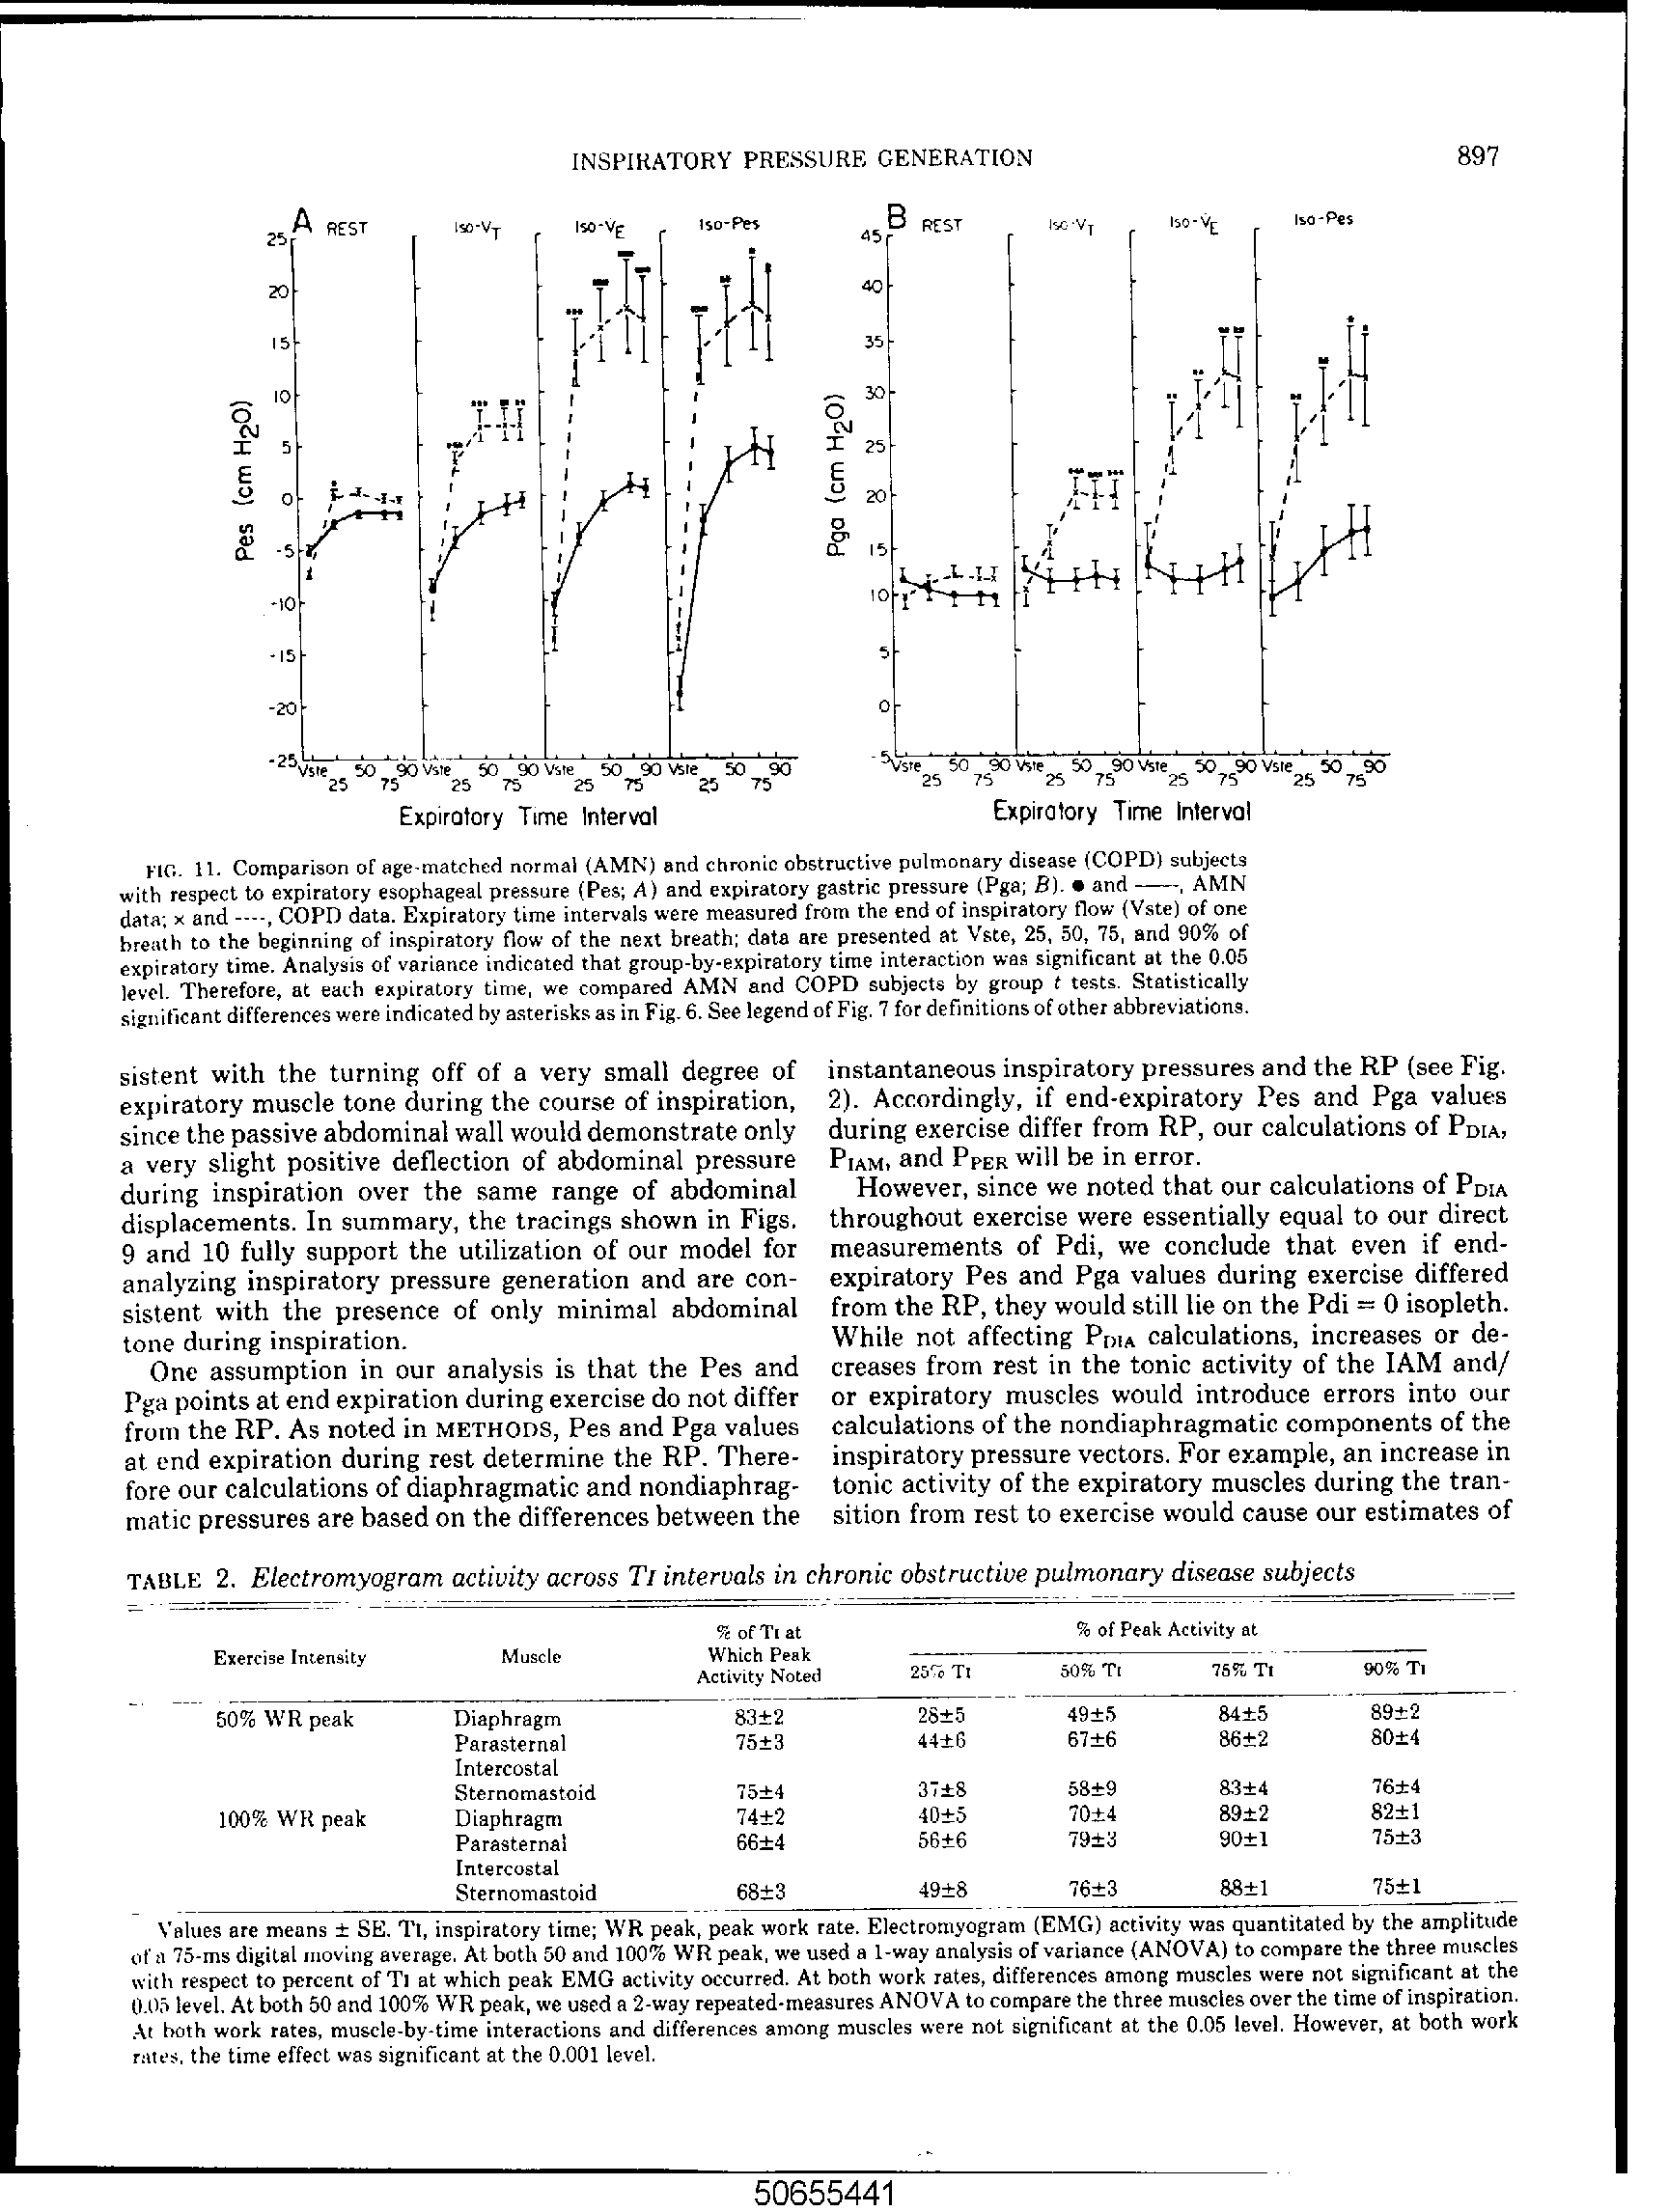 INSPIRATORY PRESSURE GENERATION 897
A REST Iso-VT Iso-V̇E Iso-Pes
25
20
15
10
5
0
-5
-10
-15
-20
-25
Pes (cm H2O)
Vste 25 50 75 90 Vste 25 50 75 90 Vste 25 50 75 90 Vste 25 50 75 90
Expiratory Time Interval
B REST Iso-VT Iso-V̇E Iso-Pes
45
40
35
30
25
20
15
10
5
0
-5
Pga (cm H2O)
Vste 25 50 75 90 Vste 25 50 75 90 Vste 25 50 75 90 Vste 25 50 75 90
Expiratory Time Interval
FIG. 11. Comparison of age-matched normal (AMN) and chronic obstructive pulmonary disease (COPD) subjects
with respect to expiratory esophageal pressure (Pes; A) and expiratory gastric pressure (Pga; B). ● and ——, AMN
data; × and ----, COPD data. Expiratory time intervals were measured from the end of inspiratory flow (Vste) of one
breath to the beginning of inspiratory flow of the next breath; data are presented at Vste, 25, 50, 75, and 90% of
expiratory time. Analysis of variance indicated that group-by-expiratory time interaction was significant at the 0.05
level. Therefore, at each expiratory time, we compared AMN and COPD subjects by group t tests. Statistically
significant differences were indicated by asterisks as in Fig. 6. See legend of Fig. 7 for definitions of other abbreviations.
sistent with the turning off of a very small degree of
expiratory muscle tone during the course of inspiration,
since the passive abdominal wall would demonstrate only
a very slight positive deflection of abdominal pressure
during inspiration over the same range of abdominal
displacements. In summary, the tracings shown in Figs.
9 and 10 fully support the utilization of our model for
analyzing inspiratory pressure generation and are con-
sistent with the presence of only minimal abdominal
tone during inspiration.
One assumption in our analysis is that the Pes and
Pga points at end expiration during exercise do not differ
from the RP. As noted in METHODS, Pes and Pga values
at end expiration during rest determine the RP. There-
fore our calculations of diaphragmatic and nondiaphrag-
matic pressures are based on the differences between the
instantaneous inspiratory pressures and the RP (see Fig.
2). Accordingly, if end-expiratory Pes and Pga values
during exercise differ from RP, our calculations of PDIA,
PIAM, and PPER will be in error.
However, since we noted that our calculations of PDIA
throughout exercise were essentially equal to our direct
measurements of Pdi, we conclude that even if end-
expiratory Pes and Pga values during exercise differed
from the RP, they would still lie on the Pdi = 0 isopleth.
While not affecting PDIA calculations, increases or de-
creases from rest in the tonic activity of the IAM and/
or expiratory muscles would introduce errors into our
calculations of the nondiaphragmatic components of the
inspiratory pressure vectors. For example, an increase in
tonic activity of the expiratory muscles during the tran-
sition from rest to exercise would cause our estimates of
TABLE 2. Electromyogram activity across TI intervals in chronic obstructive pulmonary disease subjects
Exercise Intensity Muscle % of TI at Which Peak Activity Noted % of Peak Activity at
25% TI 50% TI 75% TI 90% TI
50% WR peak Diaphragm 83±2 28±5 49±5 84±5 89±2
Parasternal 75±3 44±6 67±6 86±2 80±4
Intercostal
Sternomastoid 75±4 37±8 58±9 83±4 76±4
100% WR peak Diaphragm 74±2 40±5 70±4 89±2 82±1
Parasternal 66±4 56±6 79±3 90±1 75±3
Intercostal
Sternomastoid 68±3 49±8 76±3 88±1 75±1
Values are means ± SE. TI, inspiratory time; WR peak, peak work rate. Electromyogram (EMG) activity was quantitated by the amplitude
of a 75-ms digital moving average. At both 50 and 100% WR peak, we used a 1-way analysis of variance (ANOVA) to compare the three muscles
with respect to percent of TI at which peak EMG activity occurred. At both work rates, differences among muscles were not significant at the
0.05 level. At both 50 and 100% WR peak, we used a 2-way repeated-measures ANOVA to compare the three muscles over the time of inspiration.
At both work rates, muscle-by-time interactions and differences among muscles were not significant at the 0.05 level. However, at both work
rates, the time effect was significant at the 0.001 level.
50655441